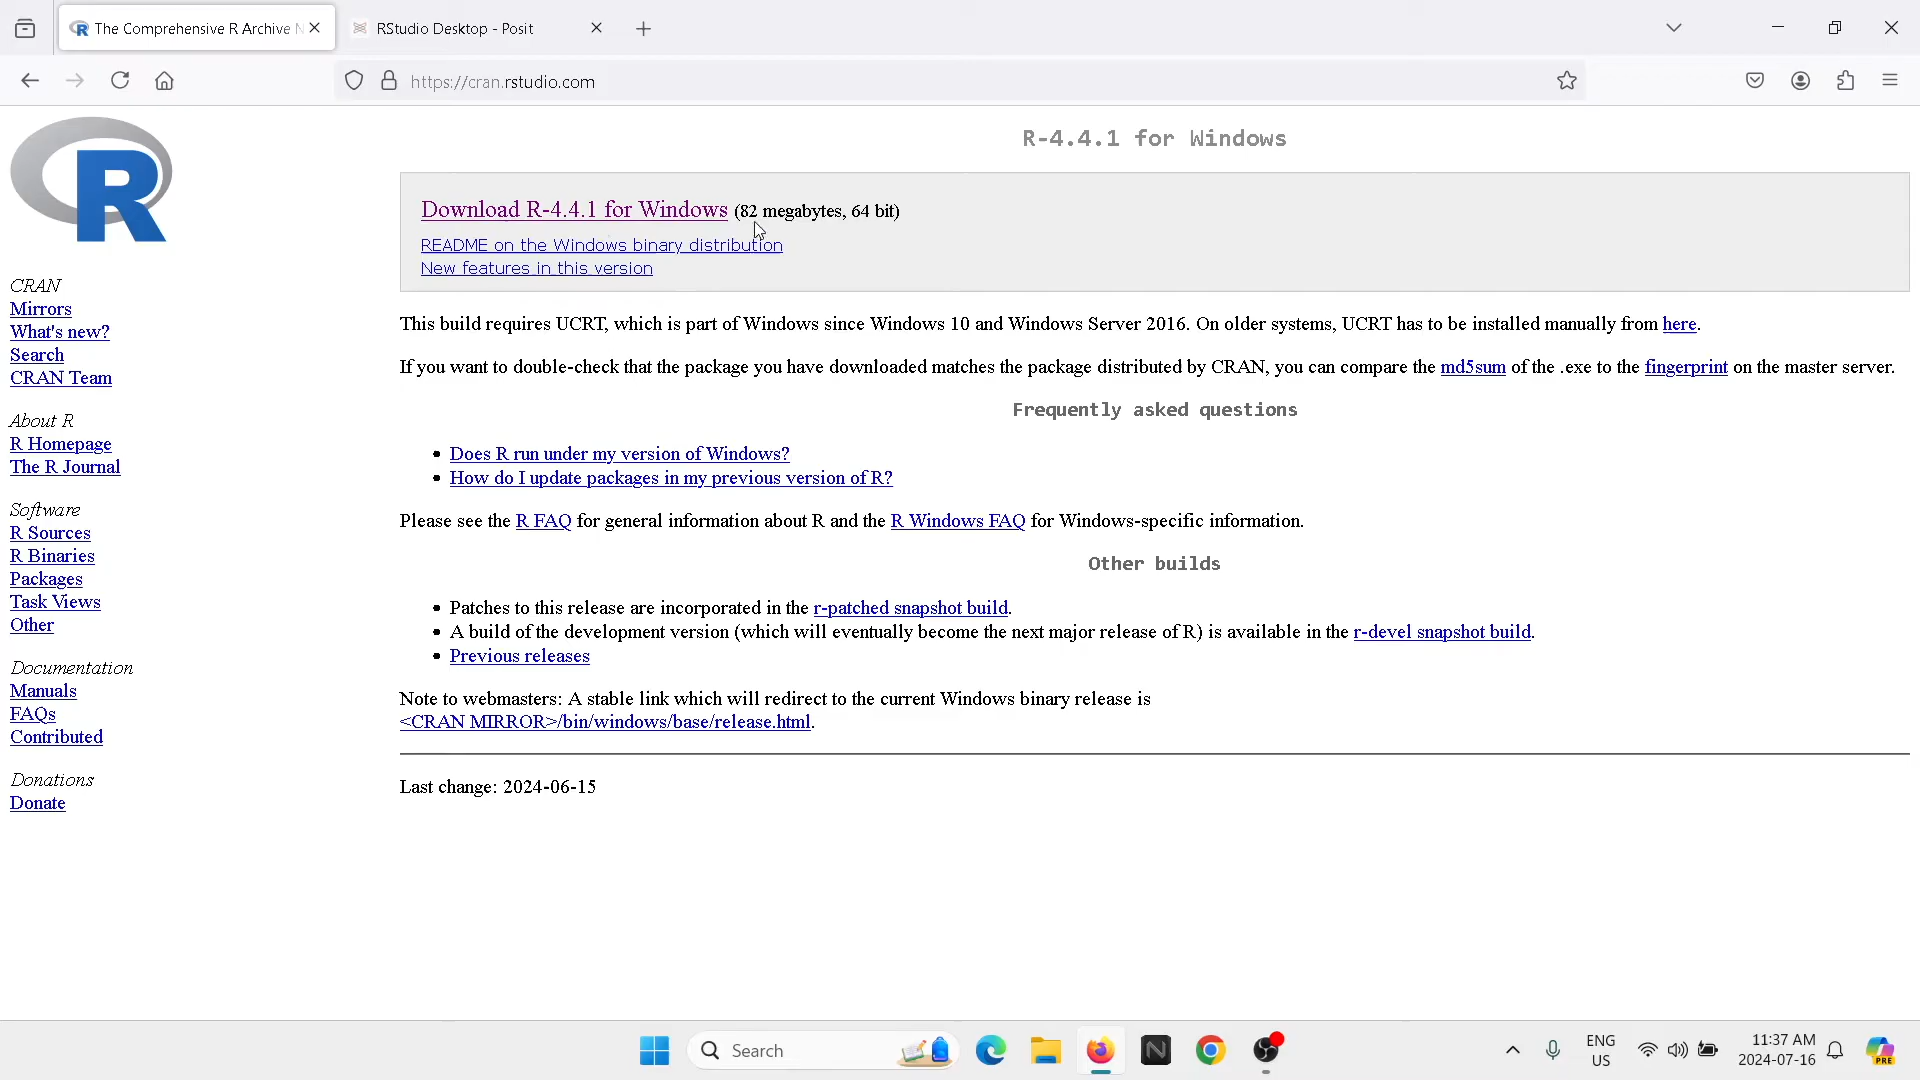 The Comprehensive R Archive N
RStudio Desktop - Posit
https://cran.rstudio.com
R
CRAN
Mirrors
What's new?
Search
CRAN Team
About R
R Homepage
The R Journal
Software
R Sources
R Binaries
Packages
Task Views
Other
Documentation
Manuals
FAQs
Contributed
Donations
Donate
R-4.4.1 for Windows
Download R-4.4.1 for Windows (82 megabytes, 64 bit)
README on the Windows binary distribution
New features in this version
This build requires UCRT, which is part of Windows since Windows 10 and Windows Server 2016. On older systems, UCRT has to be installed manually from here.
If you want to double-check that the package you have downloaded matches the package distributed by CRAN, you can compare the md5sum of the .exe to the fingerprint on the master server.
Frequently asked questions
Does R run under my version of Windows?
How do I update packages in my previous version of R?
Please see the R FAQ for general information about R and the R Windows FAQ for Windows-specific information.
Other builds
Patches to this release are incorporated in the r-patched snapshot build.
A build of the development version (which will eventually become the next major release of R) is available in the r-devel snapshot build.
Previous releases
Note to webmasters: A stable link which will redirect to the current Windows binary release is
<CRAN MIRROR>/bin/windows/base/release.html.
Last change: 2024-06-15
Search
N
ENG
US
11:37 AM
2024-07-16
PRE